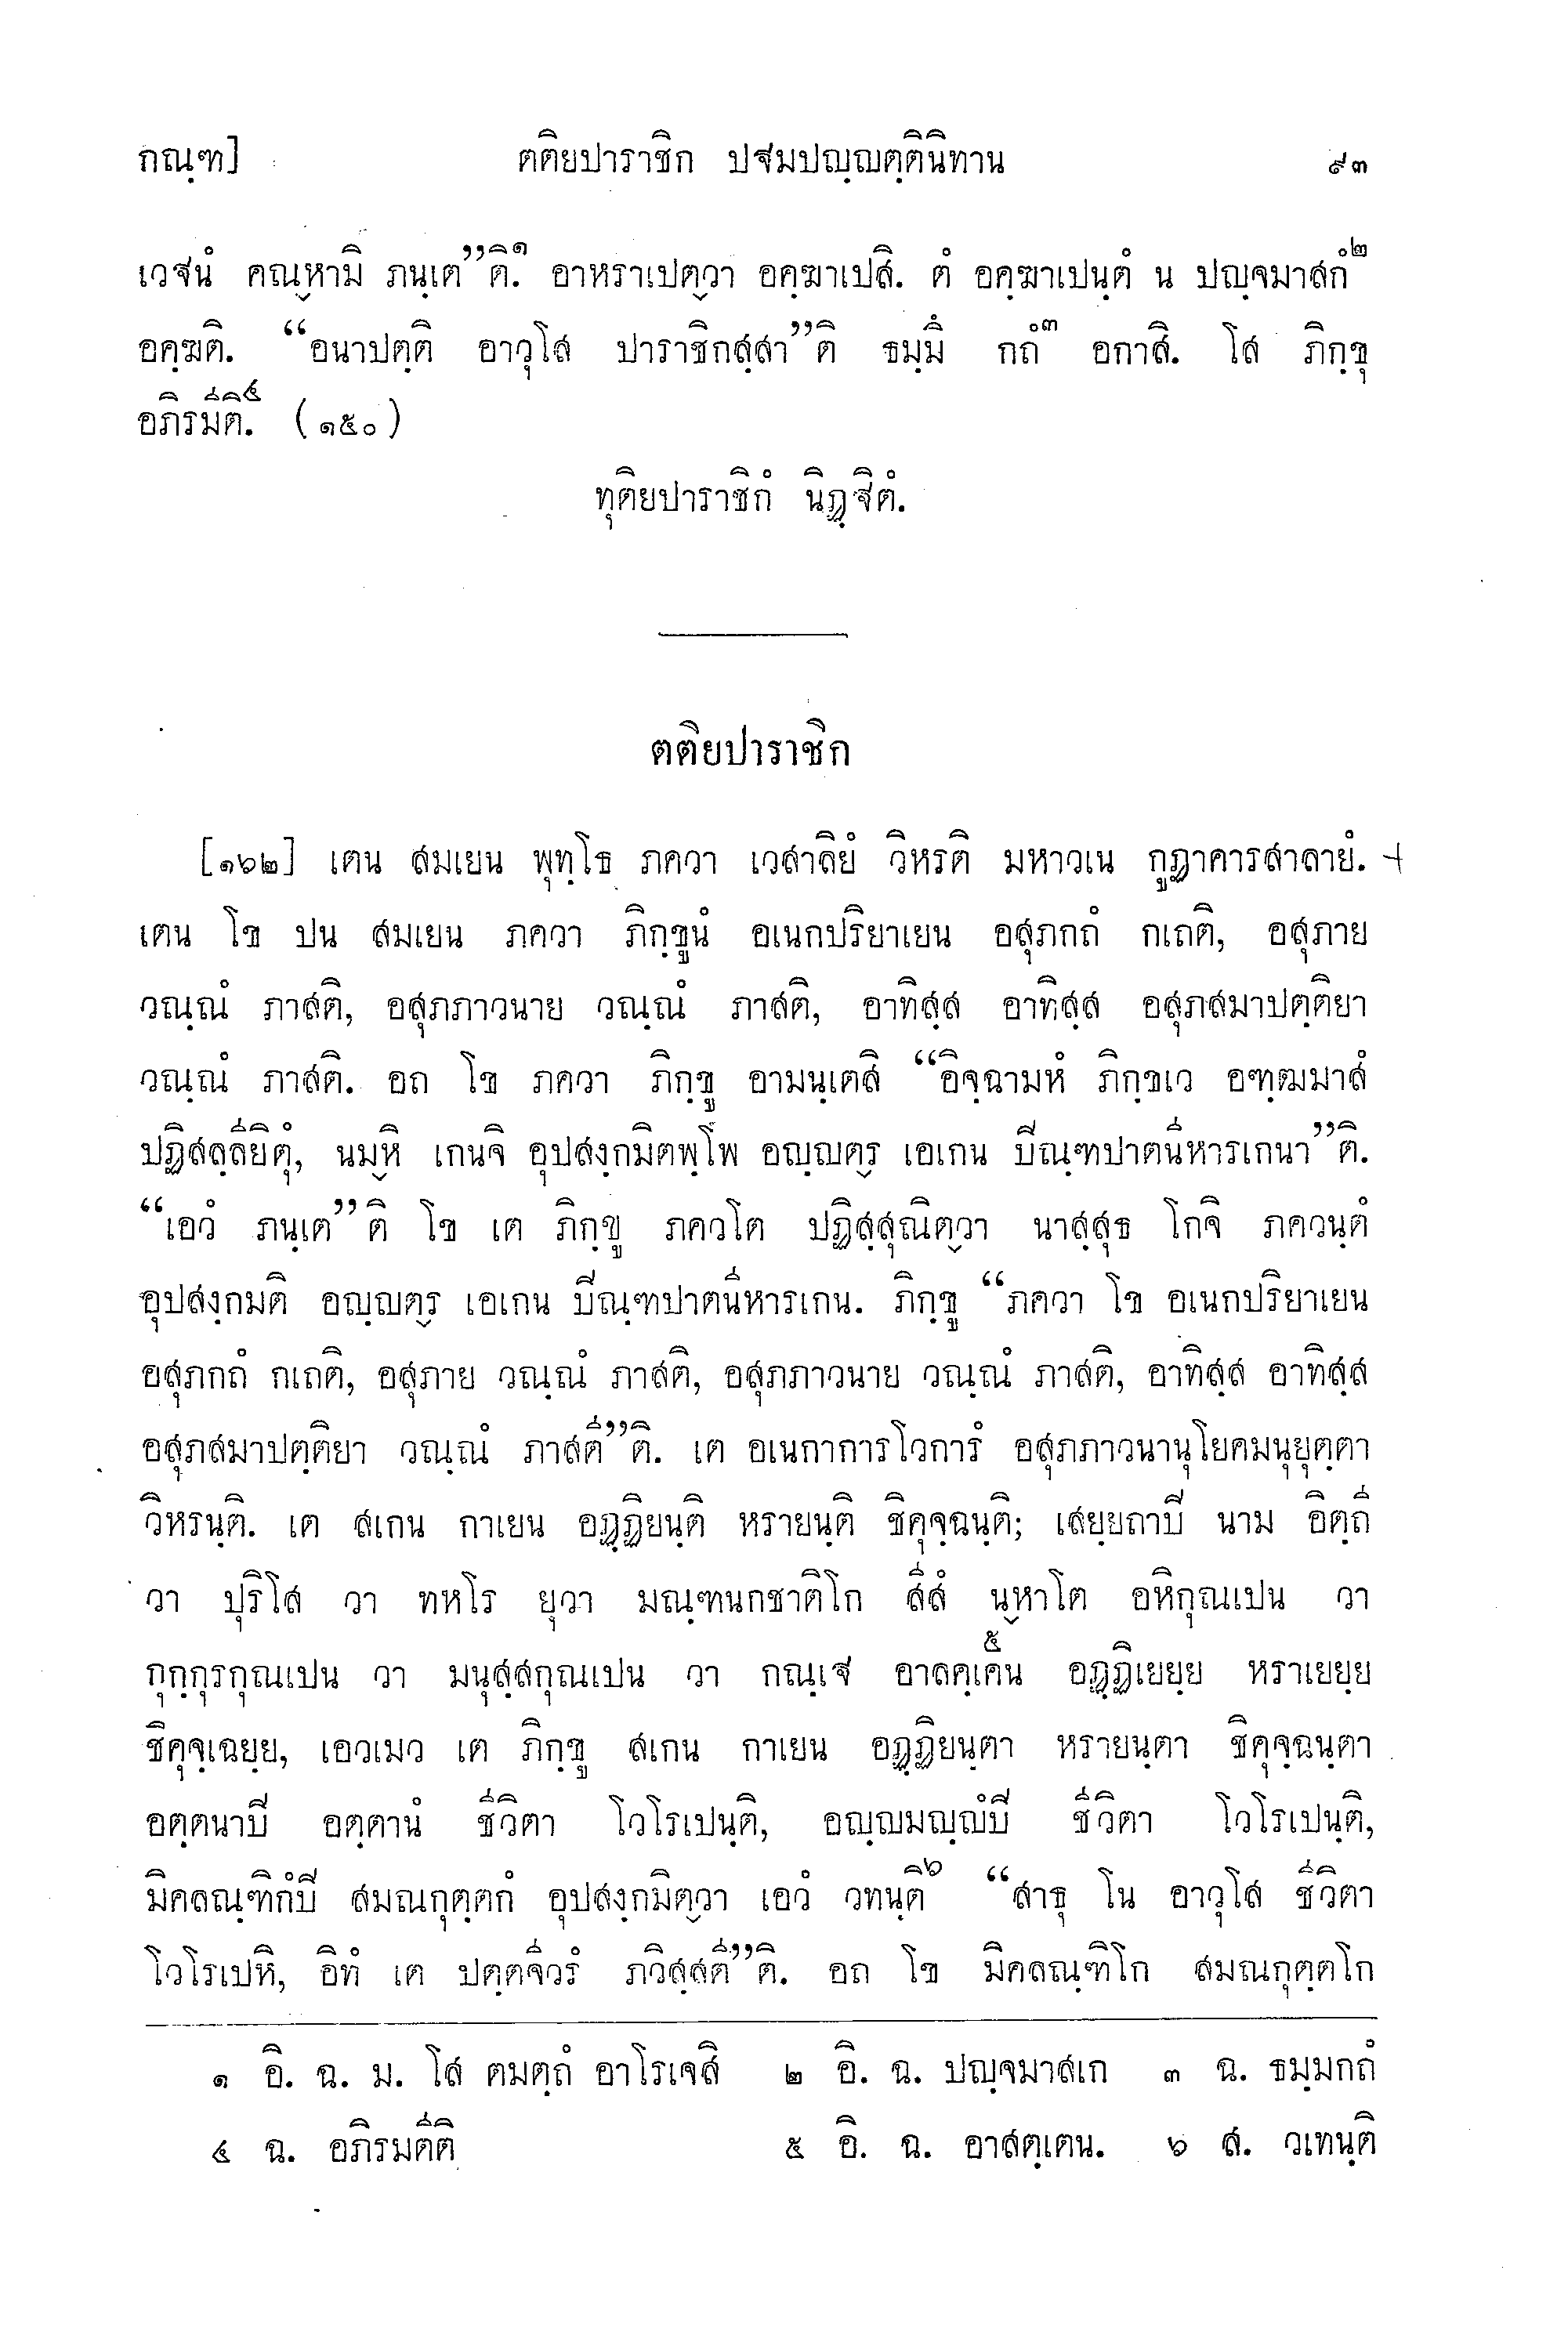 กณฺฑ] ตติยปาราชิก ปฐมปญฺญตฺตินิทาน ๙๓
เวฐนํ คณฺหามิ ภนฺเต”ติ.๑ อาหราเปตฺวา อคฺฆาเปสิ. ตํ อคฺฆาเปนฺตํ น ปญฺจมาสกํ๒
อคฺฆติ. “อนาปตฺติ อาวุโส ปาราชิกสฺสา”ติ ธมฺมึ กถํ๓ อกาสิ. โส ภิกฺขุ
อภิรมีติ.๔ (๑๕๐)
ทุติยปาราชิกํ นิฏฺฐิตํ.
ตติยปาราชิก
[๑๖๒] เตน สมเยน พุทฺโธ ภควา เวสาลิยํ วิหรติ มหาวเน กูฏาคารสาลายํ.
เตน โข ปน สมเยน ภควา ภิกฺขูนํ อเนกปริยาเยน อสุภกถํ กเถติ, อสุภาย
วณฺณํ ภาสติ, อสุภภาวนาย วณฺณํ ภาสติ, อาทิสฺส อาทิสฺส อสุภสมาปตฺติยา
วณฺณํ ภาสติ. อถ โข ภควา ภิกฺขู อามนฺเตสิ “อิจฺฉามหํ ภิกฺขเว อฑฺฒมาสํ
ปฏิสลฺลียิตุํ, นมฺหิ เกนจิ อุปสงฺกมิตพฺโพ อญฺญตฺร เอเกน ปิณฺฑปาตนีหารเกนา”ติ.
“เอวํ ภนฺเต”ติ โข เต ภิกฺขู ภควโต ปฏิสฺสุณิตฺวา นาสฺสุธ โกจิ ภควนฺตํ
อุปสงฺกมติ อญฺญตฺร เอเกน ปิณฺฑปาตนีหารเกน. ภิกฺขู “ภควา โข อเนกปริยาเยน
อสุภกถํ กเถติ, อสุภาย วณฺณํ ภาสติ, อสุภภาวนาย วณฺณํ ภาสติ, อาทิสฺส อาทิสฺส
อสุภสมาปตฺติยา วณฺณํ ภาสตี”ติ. เต อเนกาการโวการํ อสุภภาวนานุโยคมนุยุตฺตา
วิหรนฺติ. เต สเกน กาเยน อฏฺฏิยนฺติ หรายนฺติ ชิคุจฺฉนฺติ; เสยฺยถาปิ นาม อิตฺถี
วา ปุริโส วา ทหโร ยุวา มณฺฑนกชาติโก สีสํ นฺหาโต อหิกุณเปน วา
กุกฺกุรกุณเปน วา มนุสฺสกุณเปน วา กณฺเฐ อาลคฺเคน๕ อฏฺฏิเยยฺย หราเยยฺย
ชิคุจฺเฉยฺย, เอวเมว เต ภิกฺขู สเกน กาเยน อฏฺฏิยนฺตา หรายนฺตา ชิคุจฺฉนฺตา
อตฺตนาปิ อตฺตานํ ชีวิตา โวโรเปนฺติ, อญฺญมญฺญํปิ ชีวิตา โวโรเปนฺติ,
มิคลณฺฑิกํปิ สมณกุตฺตกํ อุปสงฺกมิตฺวา เอวํ วทนฺติ๖ “สาธุ โน อาวุโส ชีวิตา
โวโรเปหิ, อิทํ เต ปตฺตจีวรํ ภวิสฺสตี”ติ. อถ โข มิคลณฺฑิโก สมณกุตฺตโก
๑ อิ. ฉ. ม. โส ตมตฺถํ อาโรเจสิ ๒ อิ. ฉ. ปญฺจมาสเก ๓ ฉ. ธมฺมกถํ
๔ ฉ. อภิรมตีติ ๕ อิ. ฉ. อาสตฺเตน. ๖ ส. วเทนฺติ